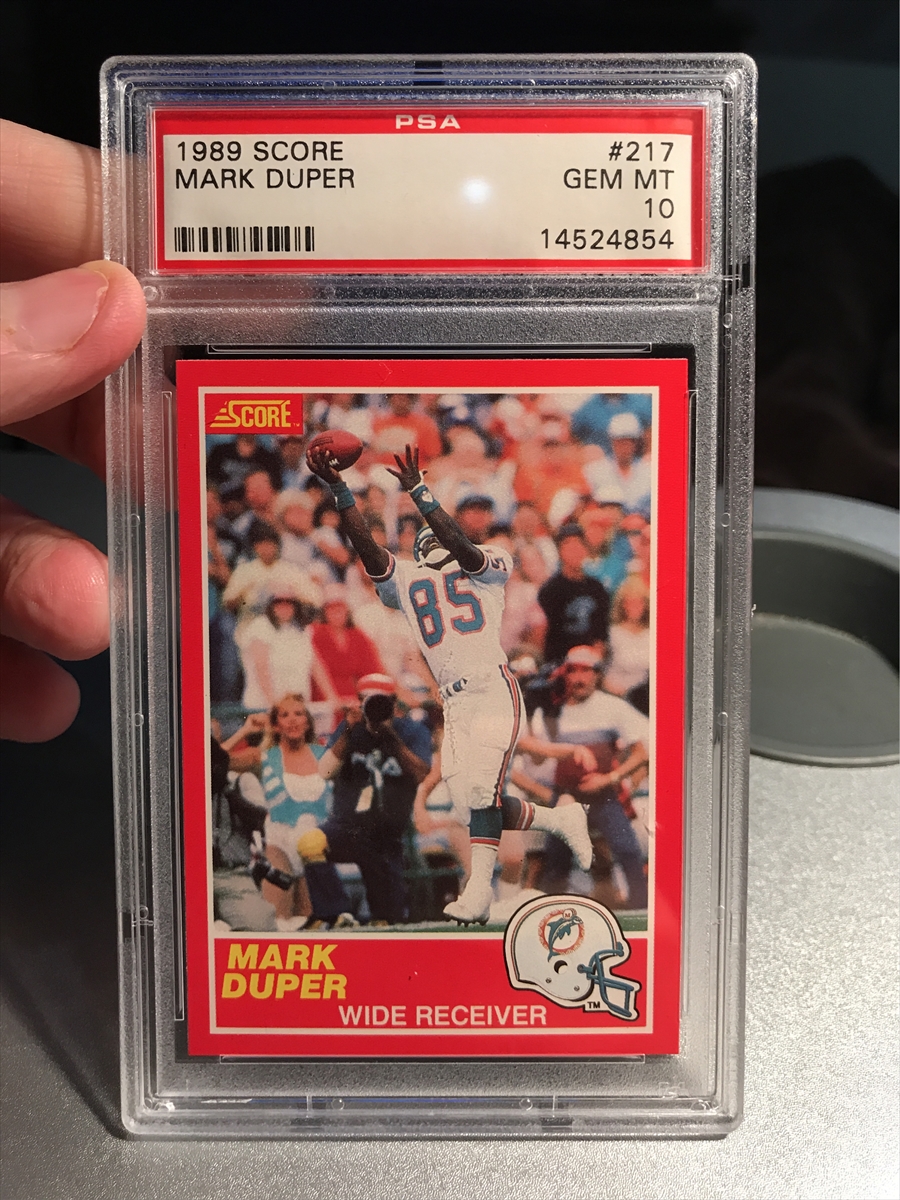 PSA
1989 SCORE #217
MARK DUPER GEM MT
10
14524854
SCORE
85
MARK
DUPER
WIDE RECEIVER
TM